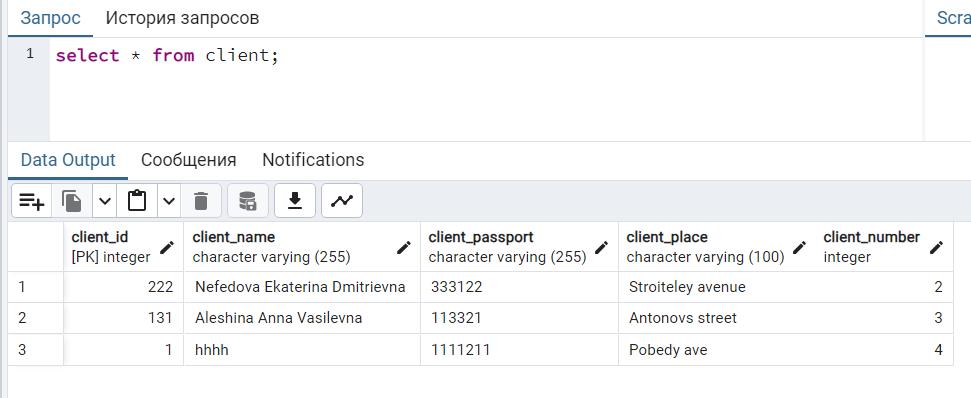 Запрос История запросов Scra
1 select * from client;
Data Output Сообщения Notifications
client_id client_name client_passport client_place client_number
[PK] integer character varying (255) character varying (255) character varying (100) integer
1 222 Nefedova Ekaterina Dmitrievna 333122 Stroiteley avenue 2
2 131 Aleshina Anna Vasilevna 113321 Antonovs street 3
3 1 hhhh 1111211 Pobedy ave 4